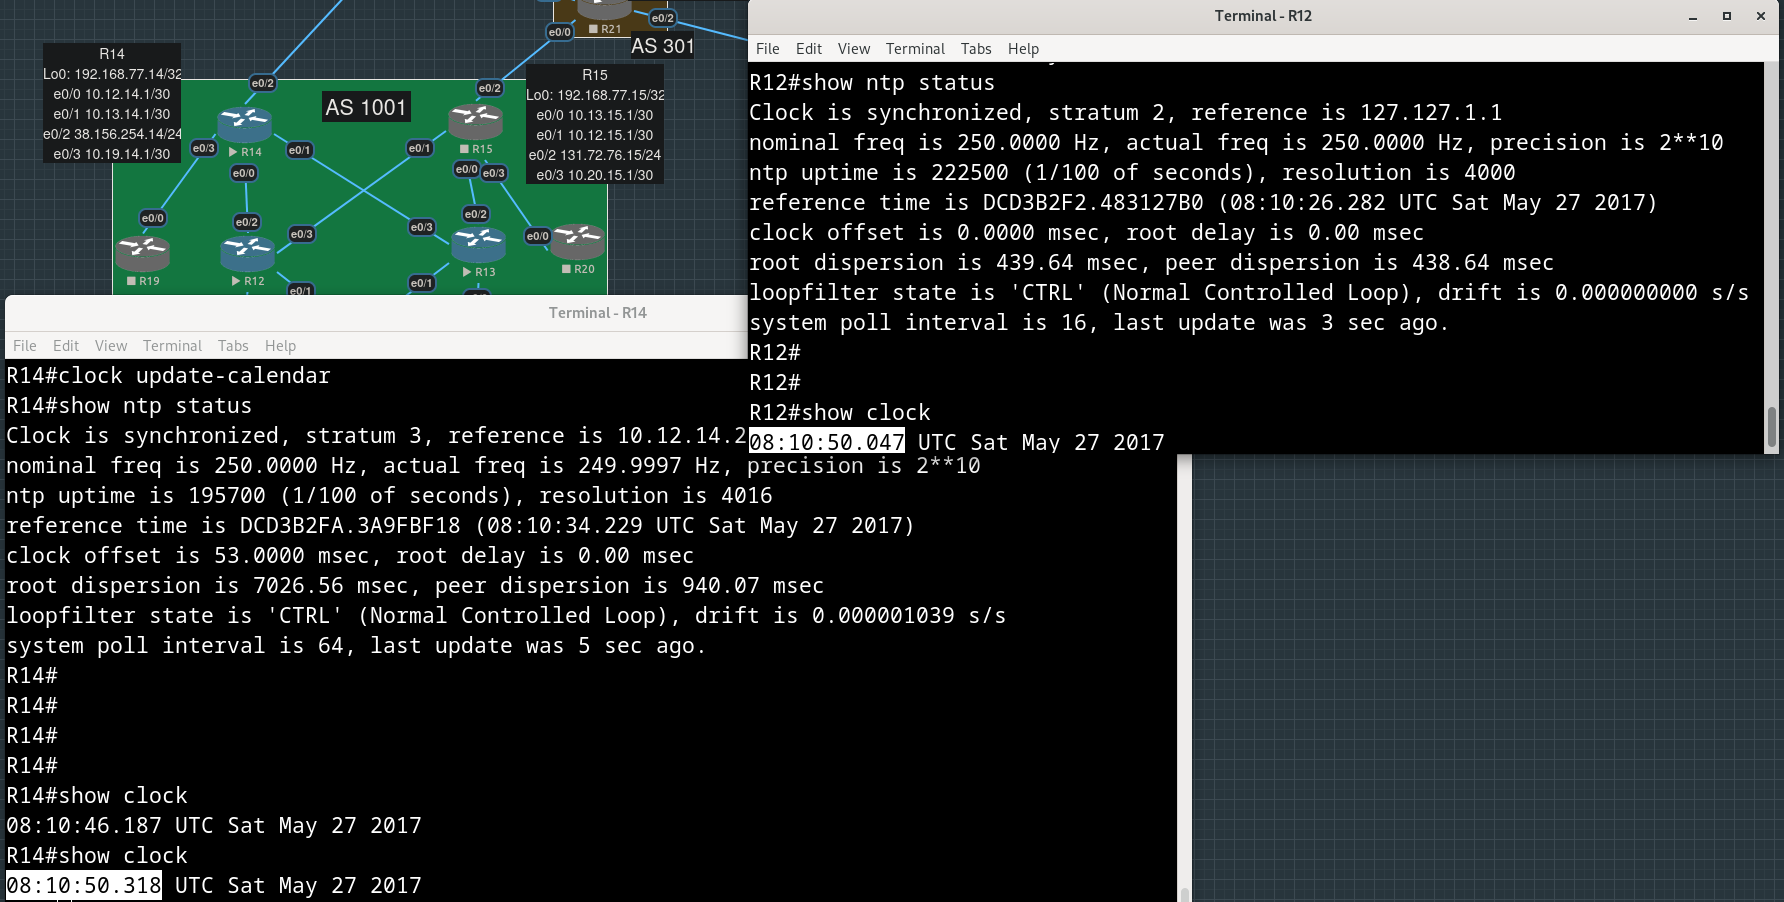 R21
e0/2
e0/0
AS 301
R14
Lo0: 192.168.77.14/32
e0/0 10.12.14.1/30
e0/1 10.13.14.1/30
e0/2 38.156.254.14/24
e0/3 10.19.14.1/30
e0/2
AS 1001
e0/2
R15
Lo0: 192.168.77.15/32
e0/0 10.13.15.1/30
e0/1 10.12.15.1/30
e0/2 131.72.76.15/24
e0/3 10.20.15.1/30
e0/3
R14
e0/1
e0/1
R15
e0/0
e0/0
e0/3
e0/0
e0/2
e0/3
e0/3
e0/2
e0/0
R19
R12
e0/1
e0/1
R13
R20
Terminal - R12
File Edit View Terminal Tabs Help
R12#show ntp status
Clock is synchronized, stratum 2, reference is 127.127.1.1
nominal freq is 250.0000 Hz, actual freq is 250.0000 Hz, precision is 2**10
ntp uptime is 222500 (1/100 of seconds), resolution is 4000
reference time is DCD3B2F2.483127B0 (08:10:26.282 UTC Sat May 27 2017)
clock offset is 0.0000 msec, root delay is 0.00 msec
root dispersion is 439.64 msec, peer dispersion is 438.64 msec
loopfilter state is 'CTRL' (Normal Controlled Loop), drift is 0.000000000 s/s
system poll interval is 16, last update was 3 sec ago.
R12#
R12#
R12#show clock
08:10:50.047 UTC Sat May 27 2017
Terminal - R14
File Edit View Terminal Tabs Help
R14#clock update-calendar
R14#show ntp status
Clock is synchronized, stratum 3, reference is 10.12.14.2
nominal freq is 250.0000 Hz, actual freq is 249.9997 Hz, precision is 2**10
ntp uptime is 195700 (1/100 of seconds), resolution is 4016
reference time is DCD3B2FA.3A9FBF18 (08:10:34.229 UTC Sat May 27 2017)
clock offset is 53.0000 msec, root delay is 0.00 msec
root dispersion is 7026.56 msec, peer dispersion is 940.07 msec
loopfilter state is 'CTRL' (Normal Controlled Loop), drift is 0.000001039 s/s
system poll interval is 64, last update was 5 sec ago.
R14#
R14#
R14#
R14#
R14#show clock
08:10:46.187 UTC Sat May 27 2017
R14#show clock
08:10:50.318 UTC Sat May 27 2017